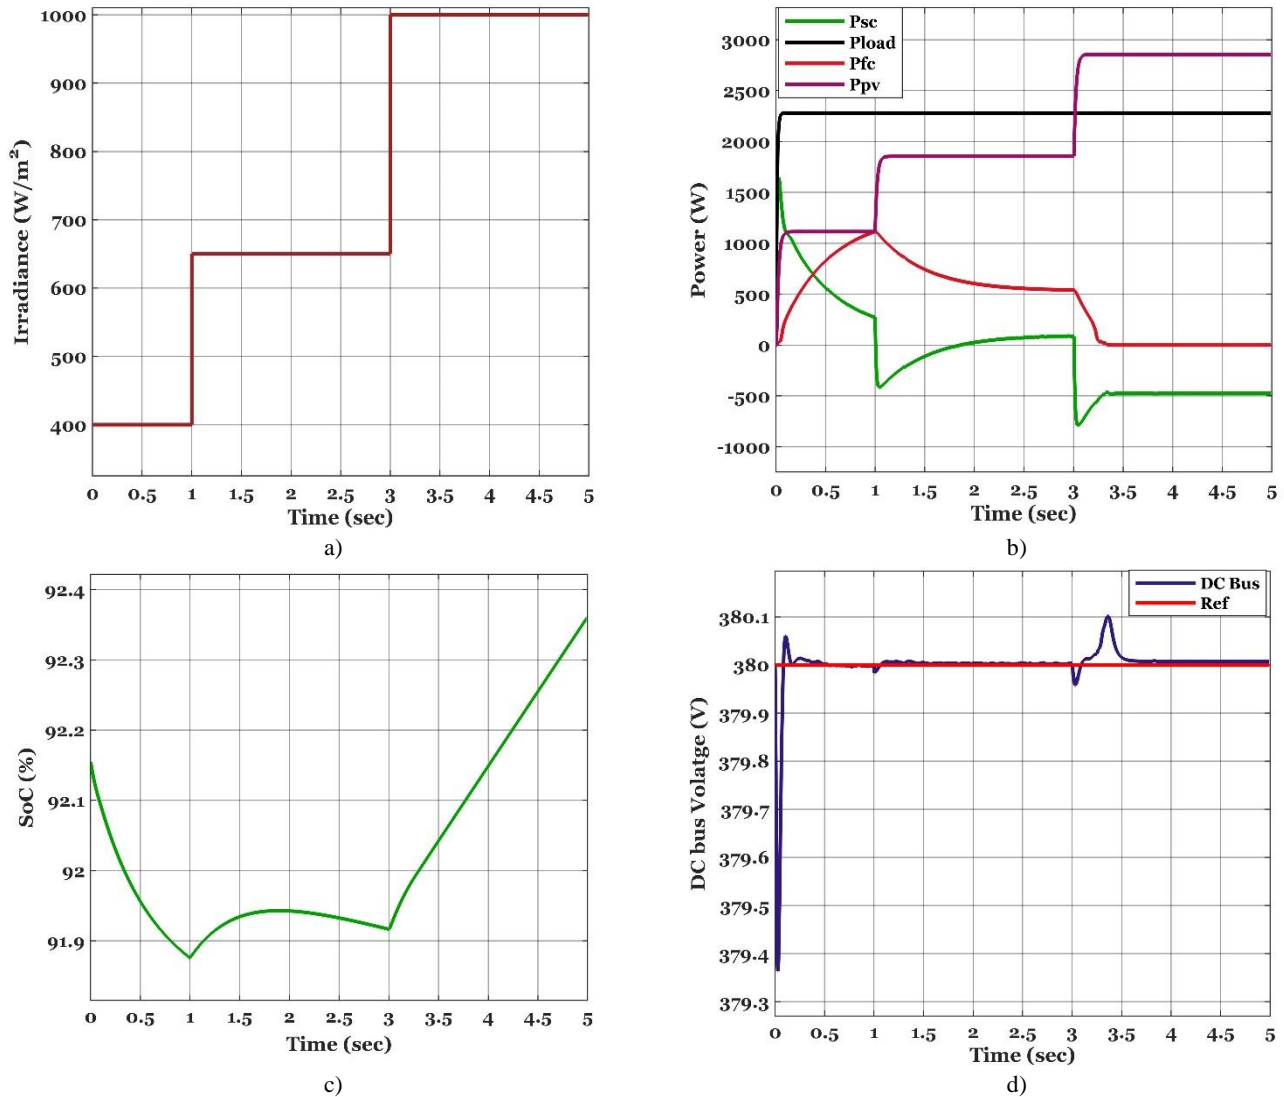 1000
900
800
700
600
500
400
Irradiance (W/m²)
0 0.5 1 1.5 2 2.5 3 3.5 4 4.5 5
Time (sec)
a)
Psc
Pload
Pfc
Ppv
3000
2500
2000
1500
1000
500
0
-500
-1000
Power (W)
0 0.5 1 1.5 2 2.5 3 3.5 4 4.5 5
Time (sec)
b)
92.4
92.3
92.2
92.1
92
91.9
SoC (%)
0 0.5 1 1.5 2 2.5 3 3.5 4 4.5 5
Time (sec)
c)
DC Bus
Ref
380.1
380
379.9
379.8
379.7
379.6
379.5
379.4
379.3
DC bus Volatge (V)
0 0.5 1 1.5 2 2.5 3 3.5 4 4.5 5
Time (sec)
d)